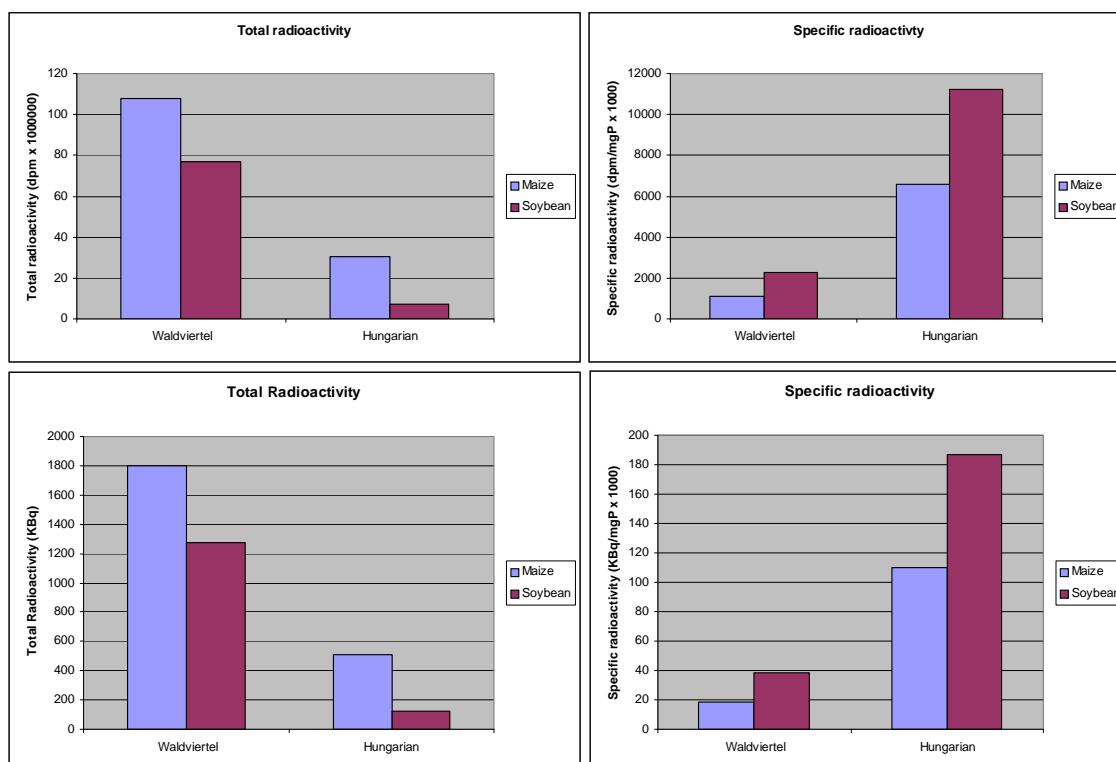 Total radioactivity
Total radioactivity (dpm x 1000000)
120
100
80
60
40
20
0
Waldviertel
Hungarian
Maize
Soybean
Specific radioactivty
Specific radioactivity (dpm/mgP x 1000)
12000
10000
8000
6000
4000
2000
0
Waldviertel
Hungarian
Maize
Soybean
Total Radioactivity
Total Radioactivity (KBq)
2000
1800
1600
1400
1200
1000
800
600
400
200
0
Waldviertel
Hungarian
Maize
Soybean
Specific radioactivity
Specific radioactivity (KBq/mgP x 1000)
200
180
160
140
120
100
80
60
40
20
0
Waldviertel
Hungarian
Maize
Soybean